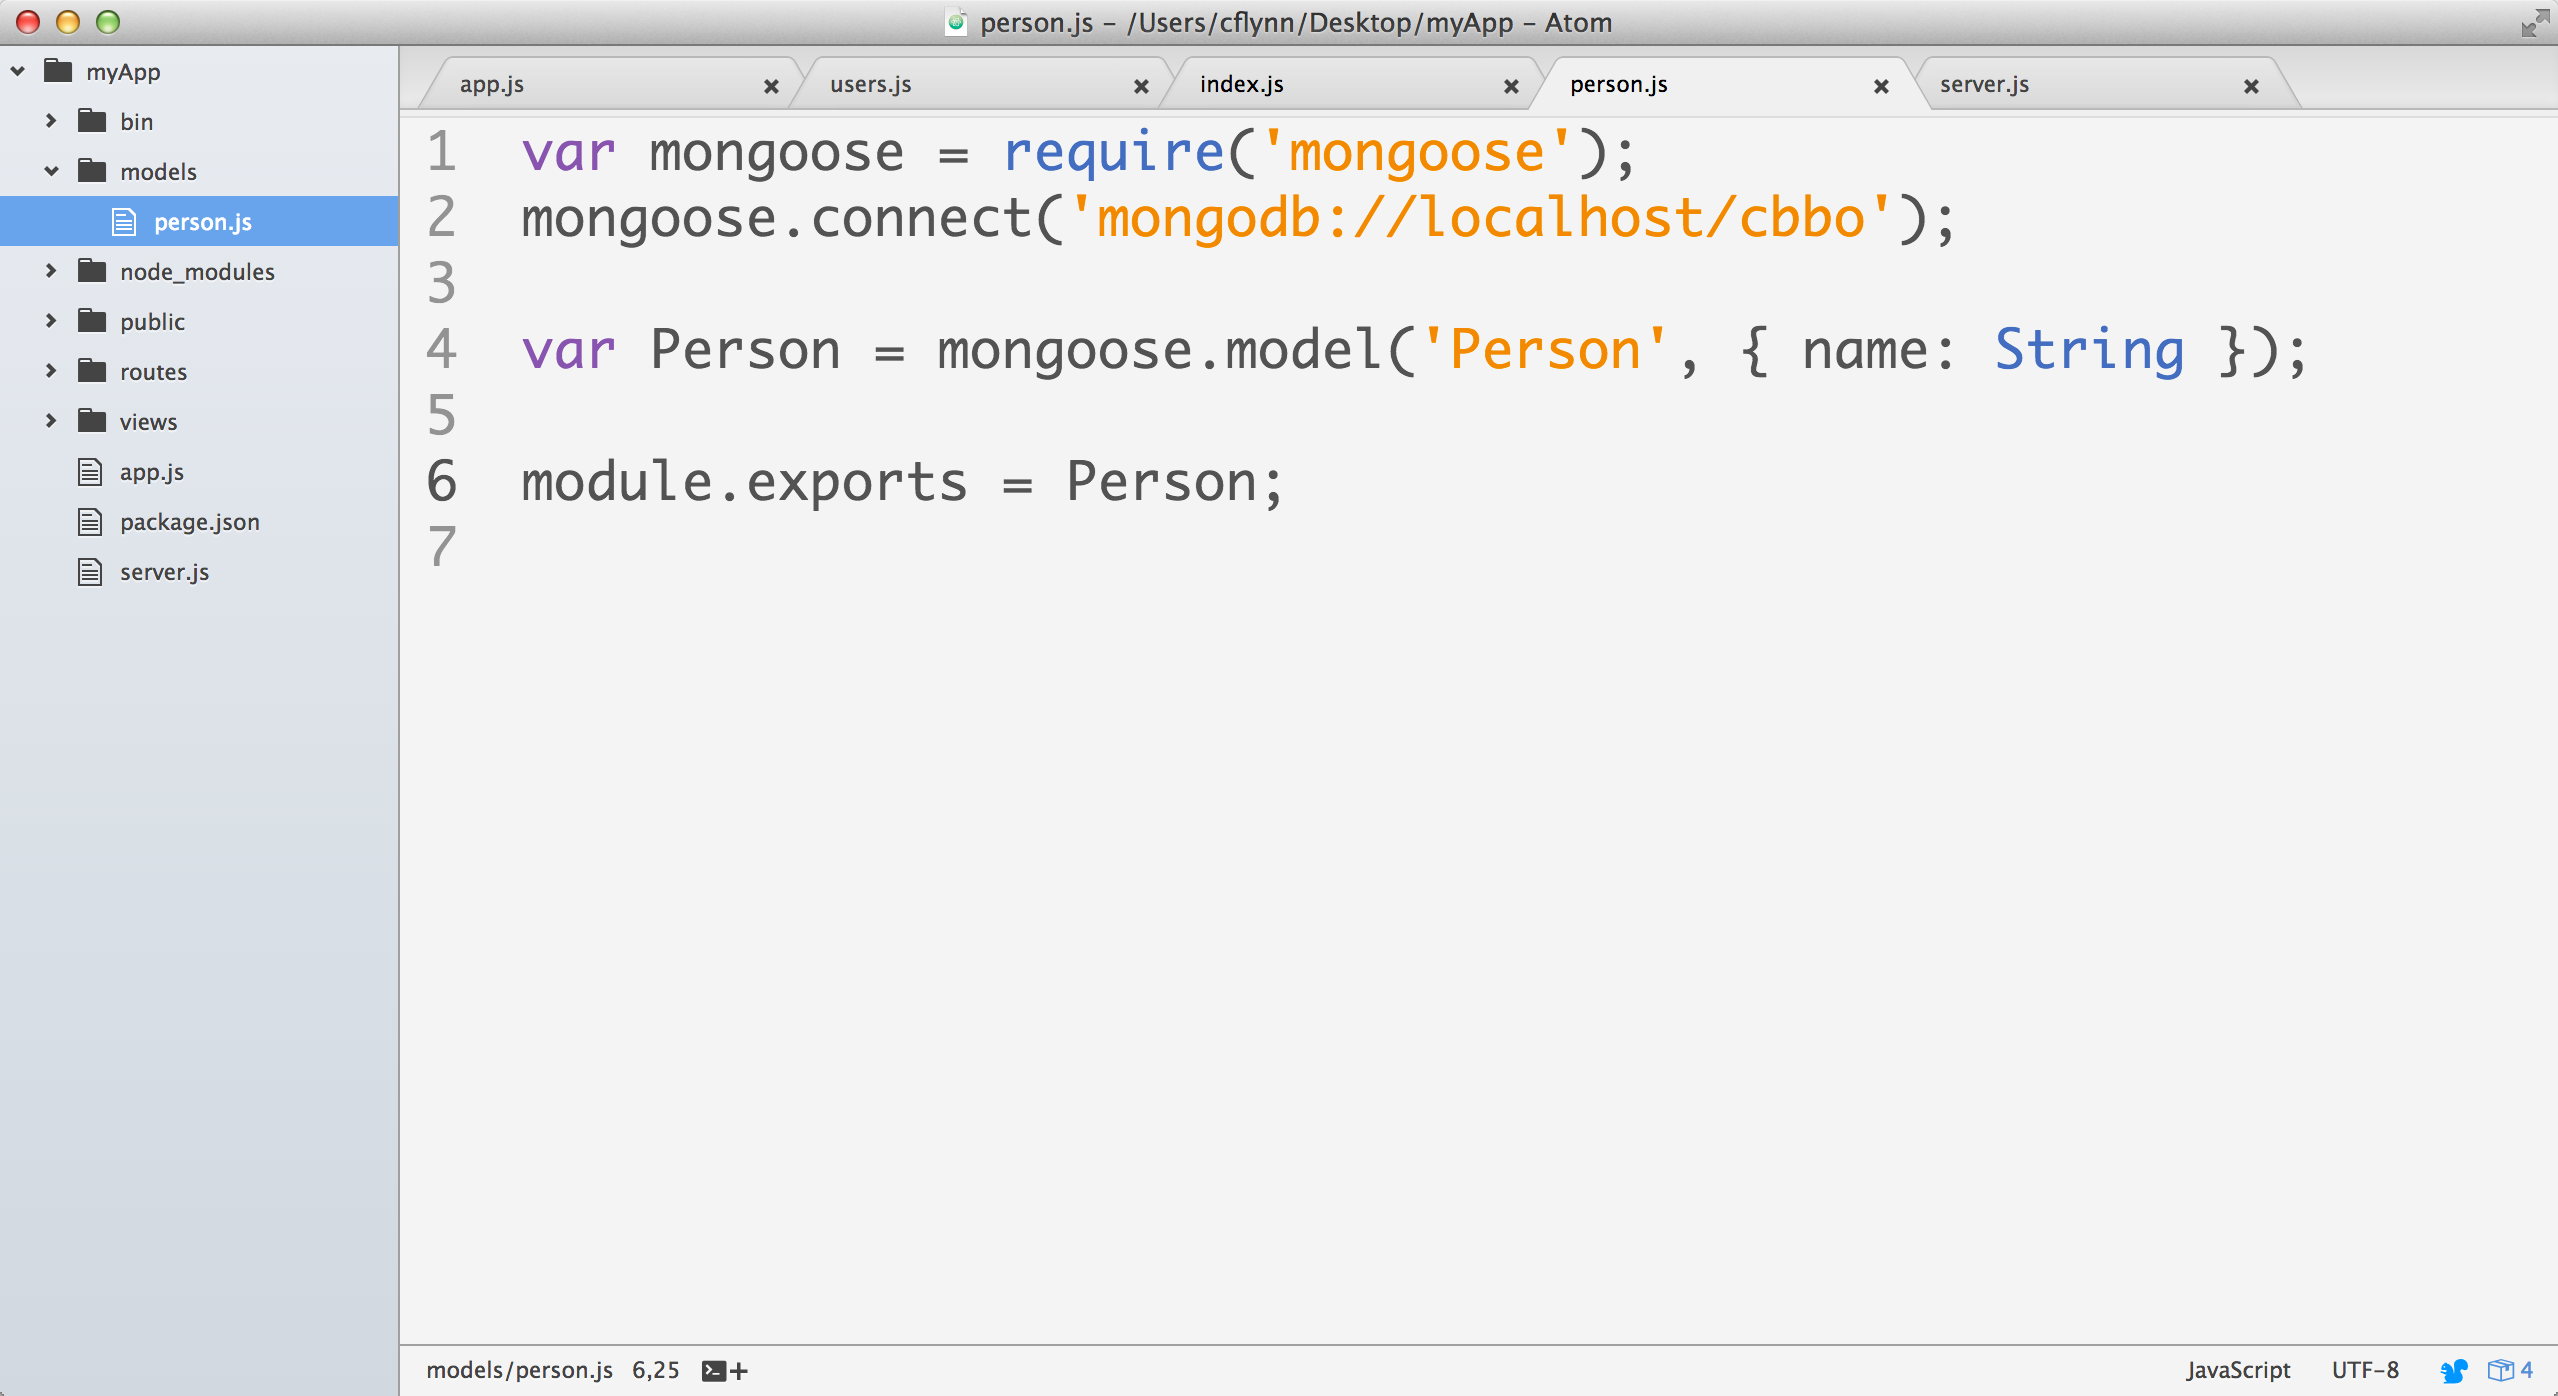 person.js – /Users/cflynn/Desktop/myApp – Atom
myApp
bin
models
person.js
node_modules
public
routes
views
app.js
package.json
server.js
app.js users.js index.js person.js server.js
1 var mongoose = require('mongoose');
2 mongoose.connect('mongodb://localhost/cbbo');
3
4 var Person = mongoose.model('Person', { name: String });
5
6 module.exports = Person;
7
models/person.js 6,25 JavaScript UTF-8 4